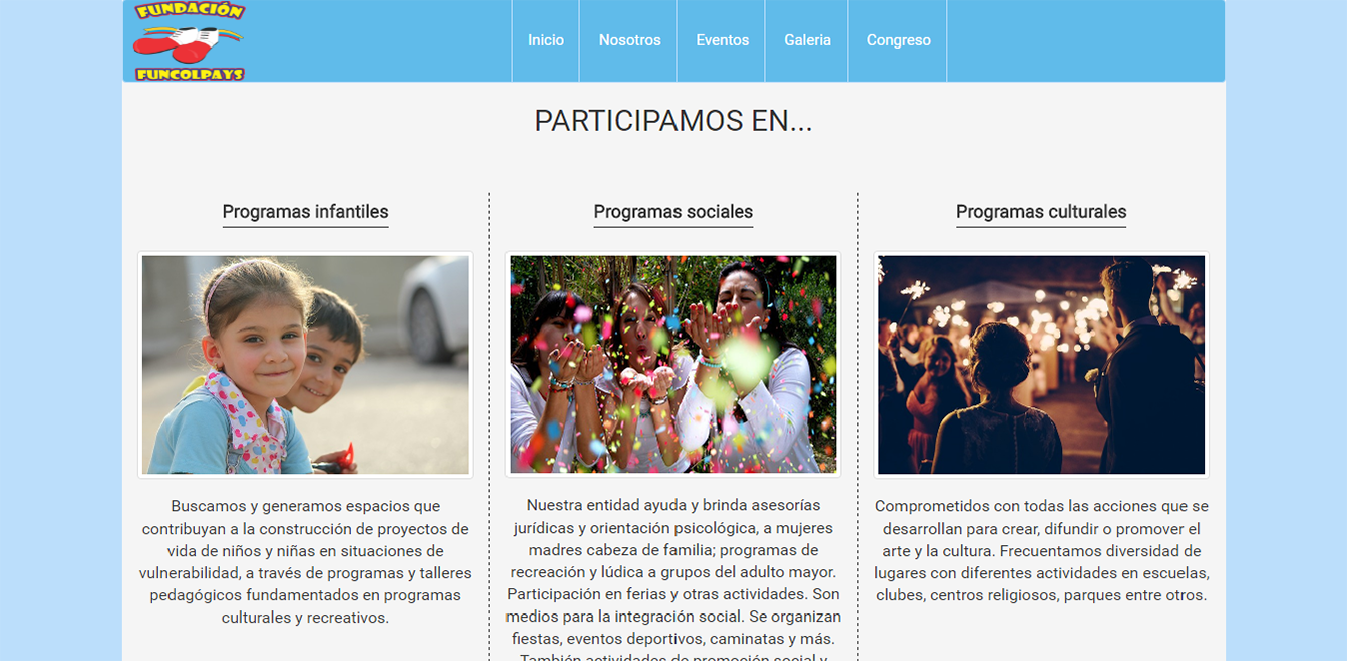 FUNDACIÓN
FUNCOLPAYS
Inicio
Nosotros
Eventos
Galeria
Congreso
PARTICIPAMOS EN...
Programas infantiles
Buscamos y generamos espacios que
contribuyan a la construcción de proyectos de
vida de niños y niñas en situaciones de
vulnerabilidad, a través de programas y talleres
pedagógicos fundamentados en programas
culturales y recreativos.
Programas sociales
Nuestra entidad ayuda y brinda asesorías
jurídicas y orientación psicológica, a mujeres
madres cabeza de familia; programas de
recreación y lúdica a grupos del adulto mayor.
Participación en ferias y otras actividades. Son
medios para la integración social. Se organizan
fiestas, eventos deportivos, caminatas y más.
También actividades de promoción social y
Programas culturales
Comprometidos con todas las acciones que se
desarrollan para crear, difundir o promover el
arte y la cultura. Frecuentamos diversidad de
lugares con diferentes actividades en escuelas,
clubes, centros religiosos, parques entre otros.